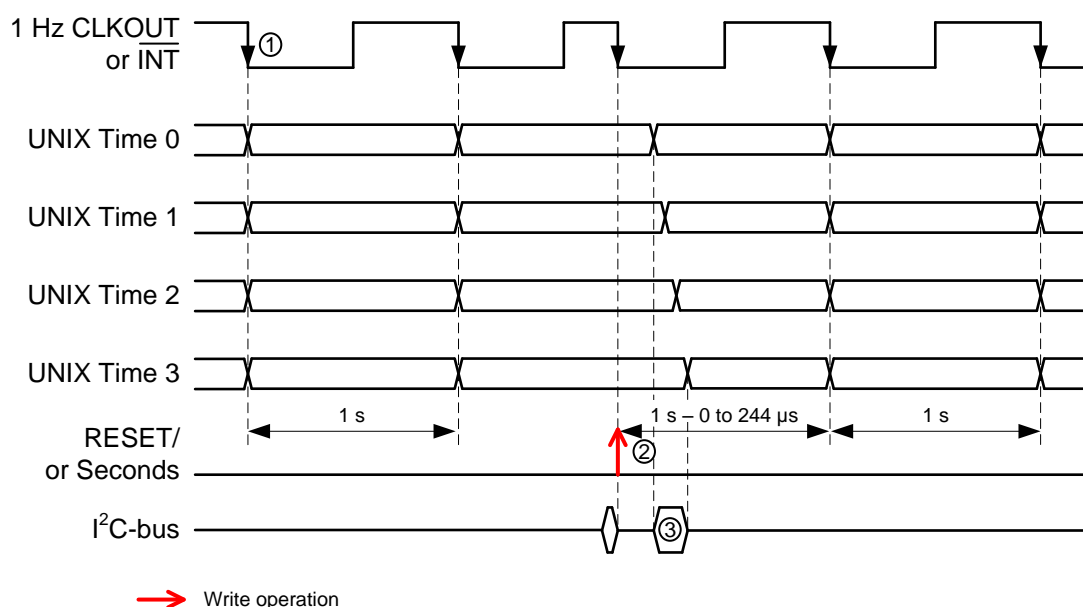 1 Hz CLKOUT
or INT
①
UNIX Time 0
UNIX Time 1
UNIX Time 2
UNIX Time 3
1 s
1 s – 0 to 244 µs
1 s
RESET/
or Seconds
②
I²C-bus
③
Write operation